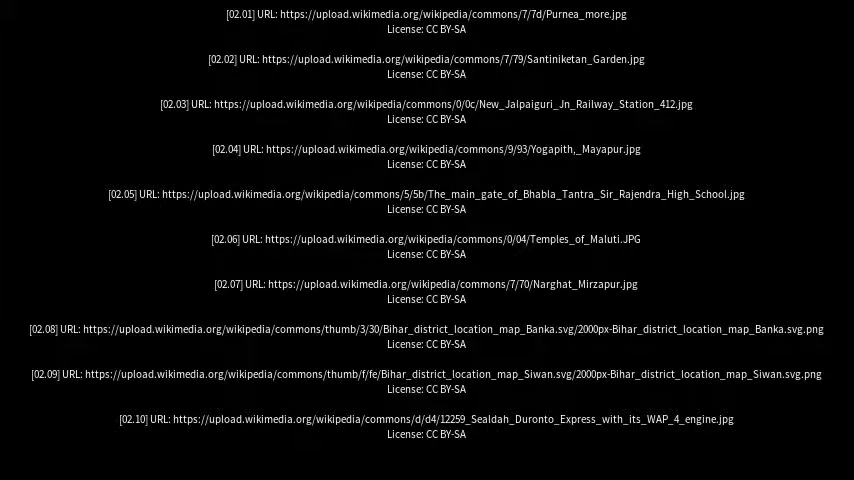 [02.01] URL: https://upload.wikimedia.org/wikipedia/commons/7/7d/Purnea_more.jpg
License: CC BY-SA
[02.02] URL: https://upload.wikimedia.org/wikipedia/commons/7/79/Santiniketan_Garden.jpg
License: CC BY-SA
[02.03] URL: https://upload.wikimedia.org/wikipedia/commons/0/0c/New_Jalpaiguri_Jn_Railway_Station_412.jpg
License: CC BY-SA
[02.04] URL: https://upload.wikimedia.org/wikipedia/commons/9/93/Yogapith,_Mayapur.jpg
License: CC BY-SA
[02.05] URL: https://upload.wikimedia.org/wikipedia/commons/5/5b/The_main_gate_of_Bhabla_Tantra_Sir_Rajendra_High_School.jpg
License: CC BY-SA
[02.06] URL: https://upload.wikimedia.org/wikipedia/commons/0/04/Temples_of_Maluti.JPG
License: CC BY-SA
[02.07] URL: https://upload.wikimedia.org/wikipedia/commons/7/70/Narghat_Mirzapur.jpg
License: CC BY-SA
[02.08] URL: https://upload.wikimedia.org/wikipedia/commons/thumb/3/30/Bihar_district_location_map_Banka.svg/2000px-Bihar_district_location_map_Banka.svg.png
License: CC BY-SA
[02.09] URL: https://upload.wikimedia.org/wikipedia/commons/thumb/f/fe/Bihar_district_location_map_Siwan.svg/2000px-Bihar_district_location_map_Siwan.svg.png
License: CC BY-SA
[02.10] URL: https://upload.wikimedia.org/wikipedia/commons/d/d4/12259_Sealdah_Duronto_Express_with_its_WAP_4_engine.jpg
License: CC BY-SA